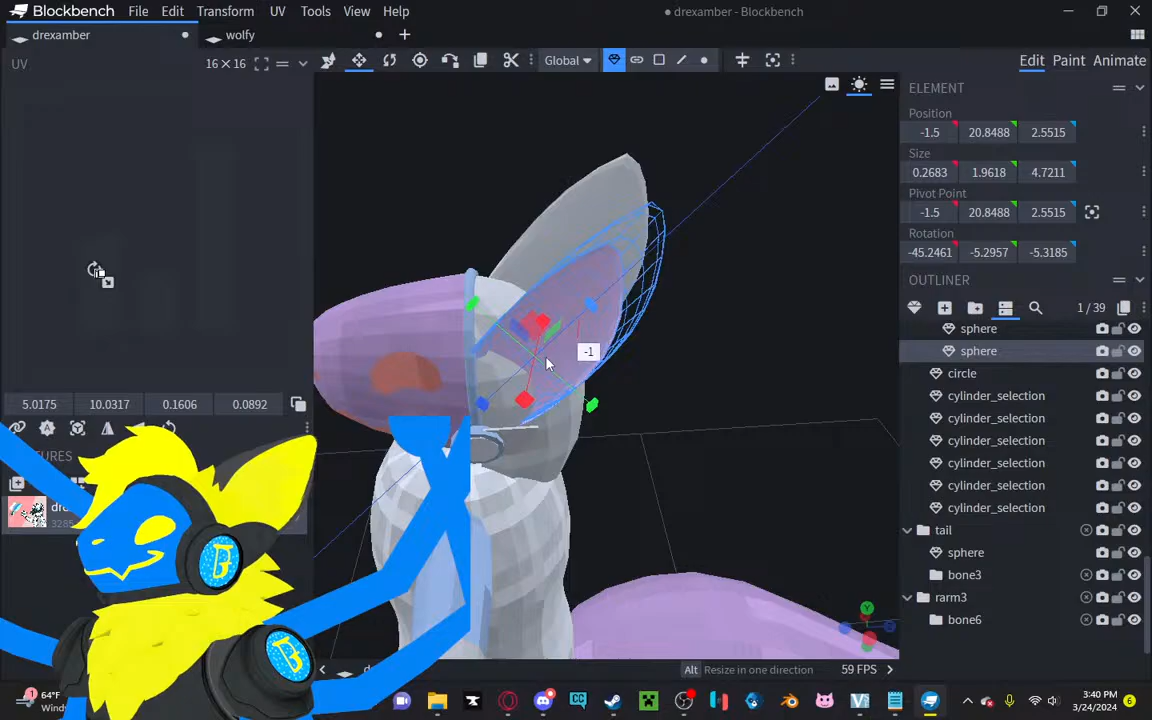 Blockbench File Edit Transform UV Tools View Help
drexamber - Blockbench
drexamber wolfy
UV 16 × 16
Global
Edit Paint Animate
ELEMENT
Position
-1.5 20.8488 2.5515
Size
0.2683 1.9618 4.7211
Pivot Point
-1.5 20.8488 2.5515
Rotation
-45.2461 -5.2957 -5.3185
OUTLINER
1 / 39
sphere
sphere
circle
cylinder_selection
cylinder_selection
cylinder_selection
cylinder_selection
cylinder_selection
cylinder_selection
tail
sphere
bone3
rarm3
bone6
-1
5.0175 10.0317 0.1606 0.0892
URES
Alt Resize in one direction 59 FPS
1
64°F
CC
3:40 PM
3/24/2024
6